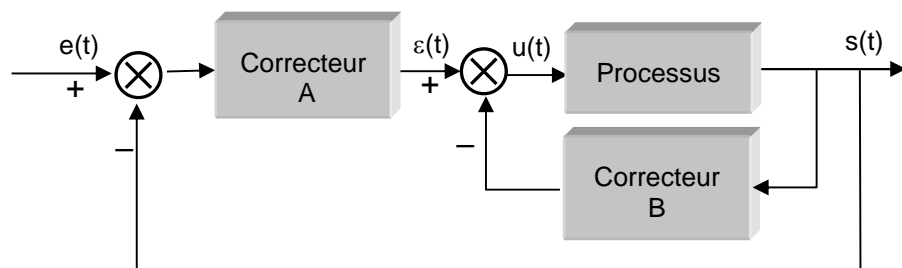 e(t)
+
−
Correcteur
A
ε(t)
+
−
u(t)
Processus
s(t)
Correcteur
B